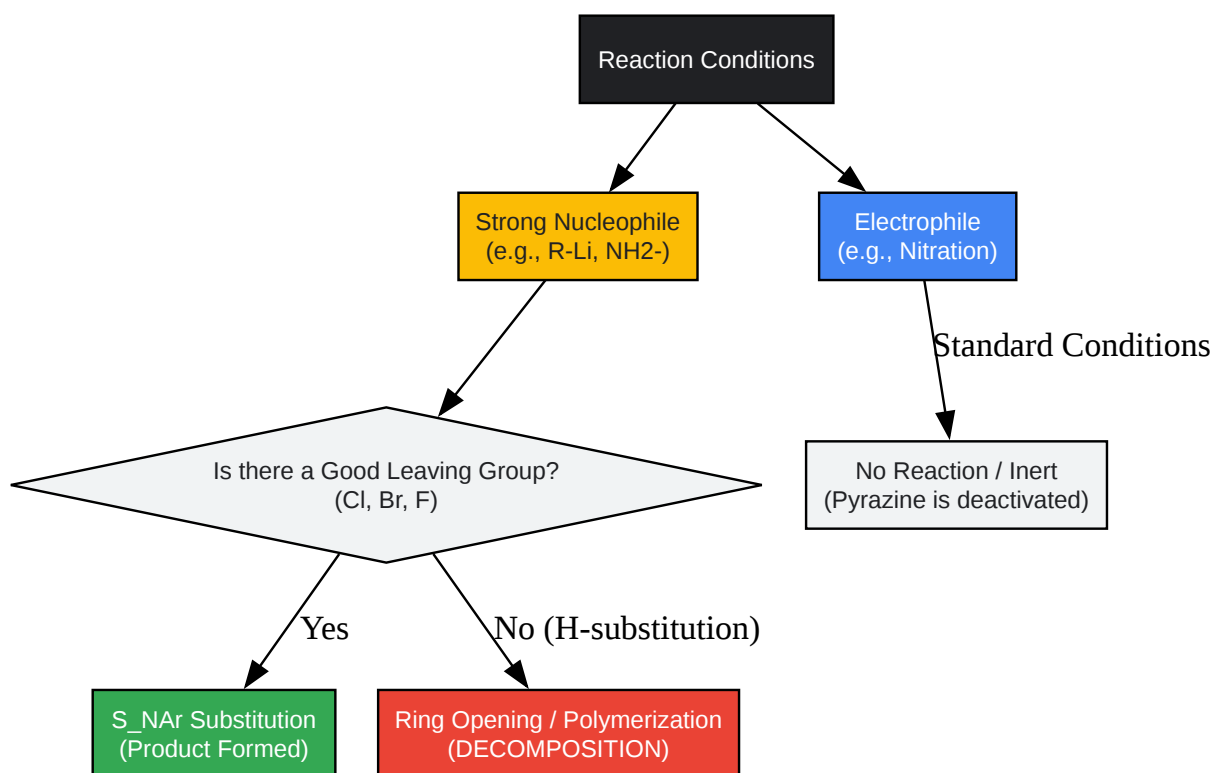 Reaction Conditions
Strong Nucleophile
(e.g., R-Li, NH2-)
Electrophile
(e.g., Nitration)
Standard Conditions
Is there a Good Leaving Group?
(Cl, Br, F)
No Reaction / Inert
(Pyrazine is deactivated)
Yes
No (H-substitution)
S_NAr Substitution
(Product Formed)
Ring Opening / Polymerization
(DECOMPOSITION)